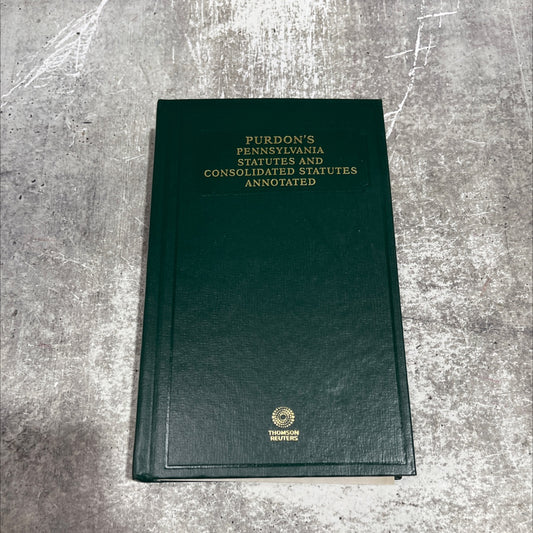 PURDON'S
PENNSYLVANIA
STATUTES AND
CONSOLIDATED STATUTES
ANNOTATED
THOMSON
REUTERS